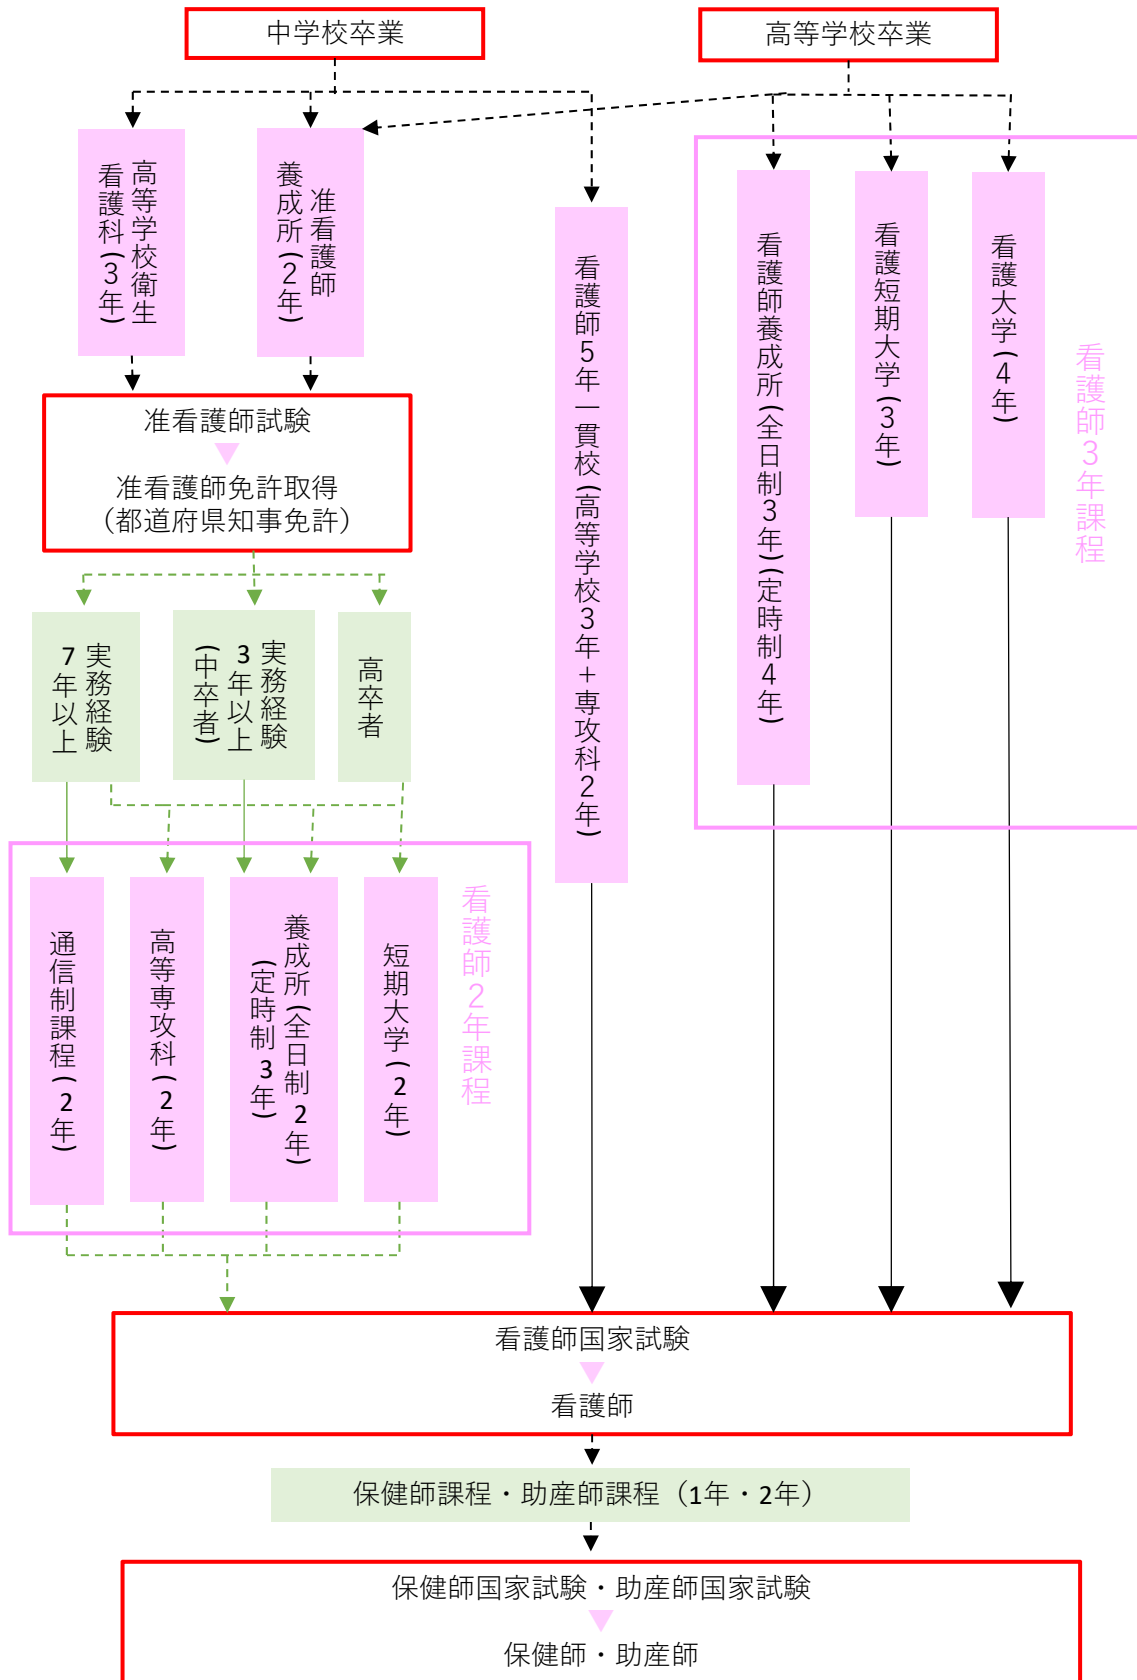 中学校卒業
高等学校卒業
高等学校衛生
看護科(3年)
准看護師
養成所(2年)
看護師5年一貫校(高等学校3年+専攻科2年)
看護師養成所(全日制3年)(定時制4年)
看護短期大学(3年)
看護大学(4年)
看護師3年課程
准看護師試験
准看護師免許取得
（都道府県知事免許）
実務経験
7年以上
実務経験
3年以上
(中卒者)
高卒者
通信制課程(2年)
高等専攻科(2年)
養成所(全日制2年)
(定時制3年)
短期大学(2年)
看護師2年課程
看護師国家試験
看護師
保健師課程・助産師課程（1年・2年）
保健師国家試験・助産師国家試験
保健師・助産師